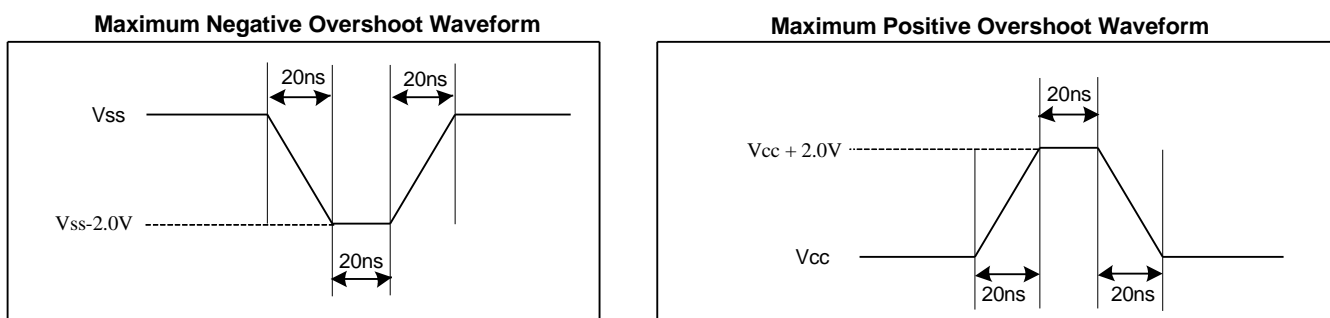 Maximum Negative Overshoot Waveform
20ns 20ns
Vss
Vss-2.0V
20ns
Maximum Positive Overshoot Waveform
20ns
Vcc + 2.0V
Vcc
20ns 20ns